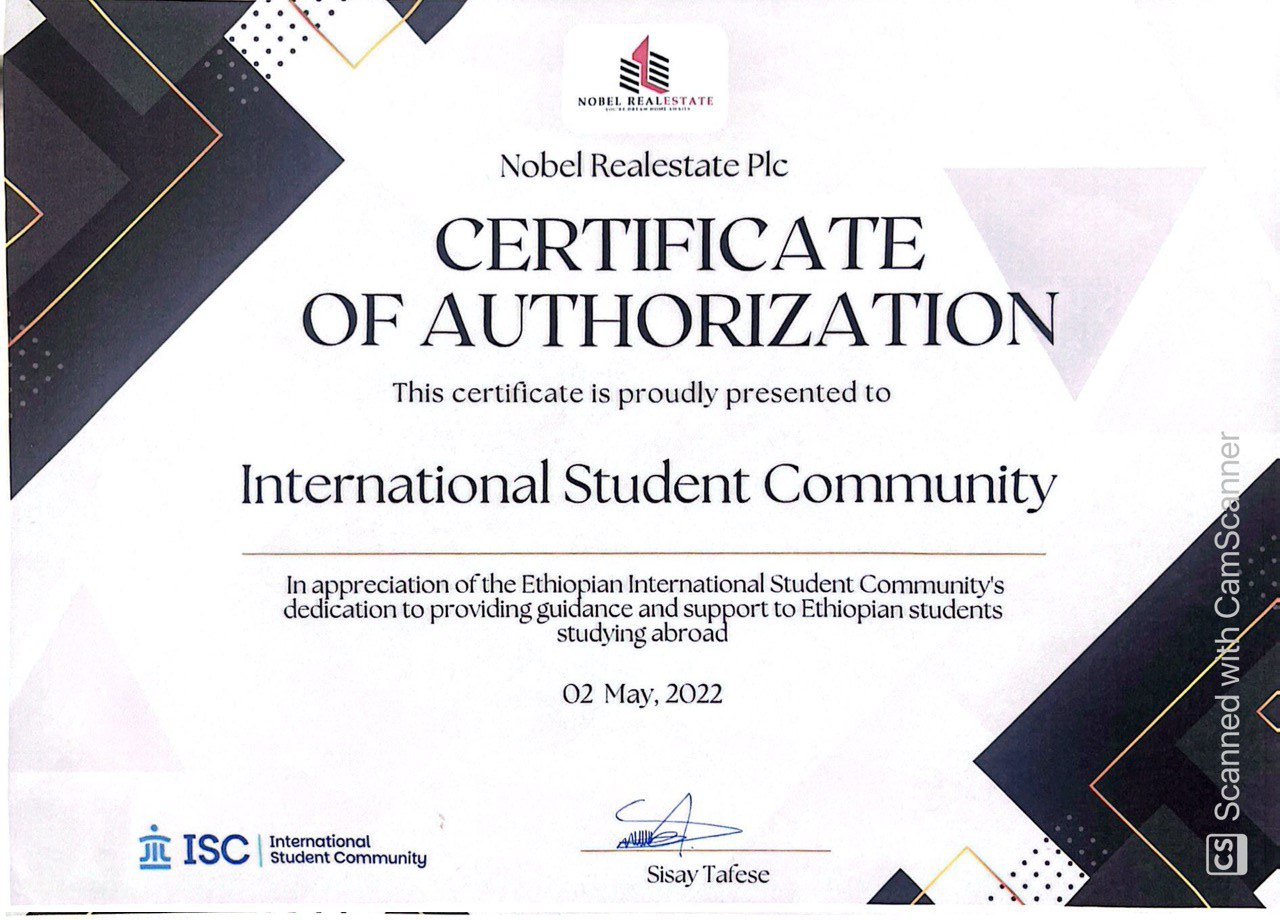 NOBEL REALESTATE
Nobel Realestate Plc
CERTIFICATE
OF AUTHORIZATION
This certificate is proudly presented to
International Student Community
In appreciation of the Ethiopian International Student Community's
dedication to providing guidance and support to Ethiopian students
studying abroad
02 May, 2022
Sisay Tafese
ISC
International
Student Community
CS Scanned with CamScanner